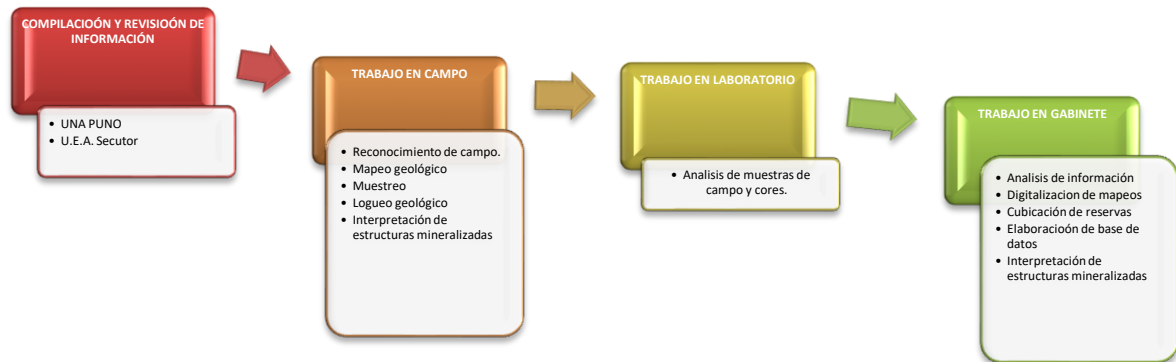 COMPILACIOÓN Y REVISIOÓN DE
INFORMACIÓN
• UNA PUNO
• U.E.A. Secutor
TRABAJO EN CAMPO
• Reconocimiento de campo.
• Mapeo geológico
• Muestreo
• Logueo geológico
• Interpretación de
estructuras mineralizadas
TRABAJO EN LABORATORIO
• Analisis de muestras de
campo y cores.
TRABAJO EN GABINETE
• Analisis de información
• Digitalizacion de mapeos
• Cubicación de reservas
• Elaboracioón de base de
datos
• Interpretación de
estructuras mineralizadas